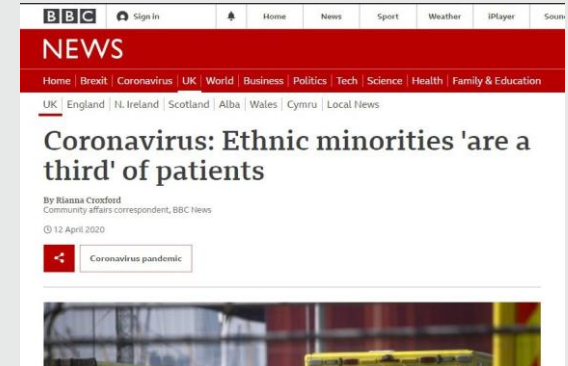 BBC Sign in Home News Sport Weather iPlayer
NEWS
Home | Brexit | Coronavirus | UK | World | Business | Politics | Tech | Science | Health | Family & Education
UK | England | N. Ireland | Scotland | Alba | Wales | Cymru | Local News
Coronavirus: Ethnic minorities 'are a
third' of patients
By Rianna Croxford
Community affairs correspondent, BBC News
12 April 2020
Coronavirus pandemic